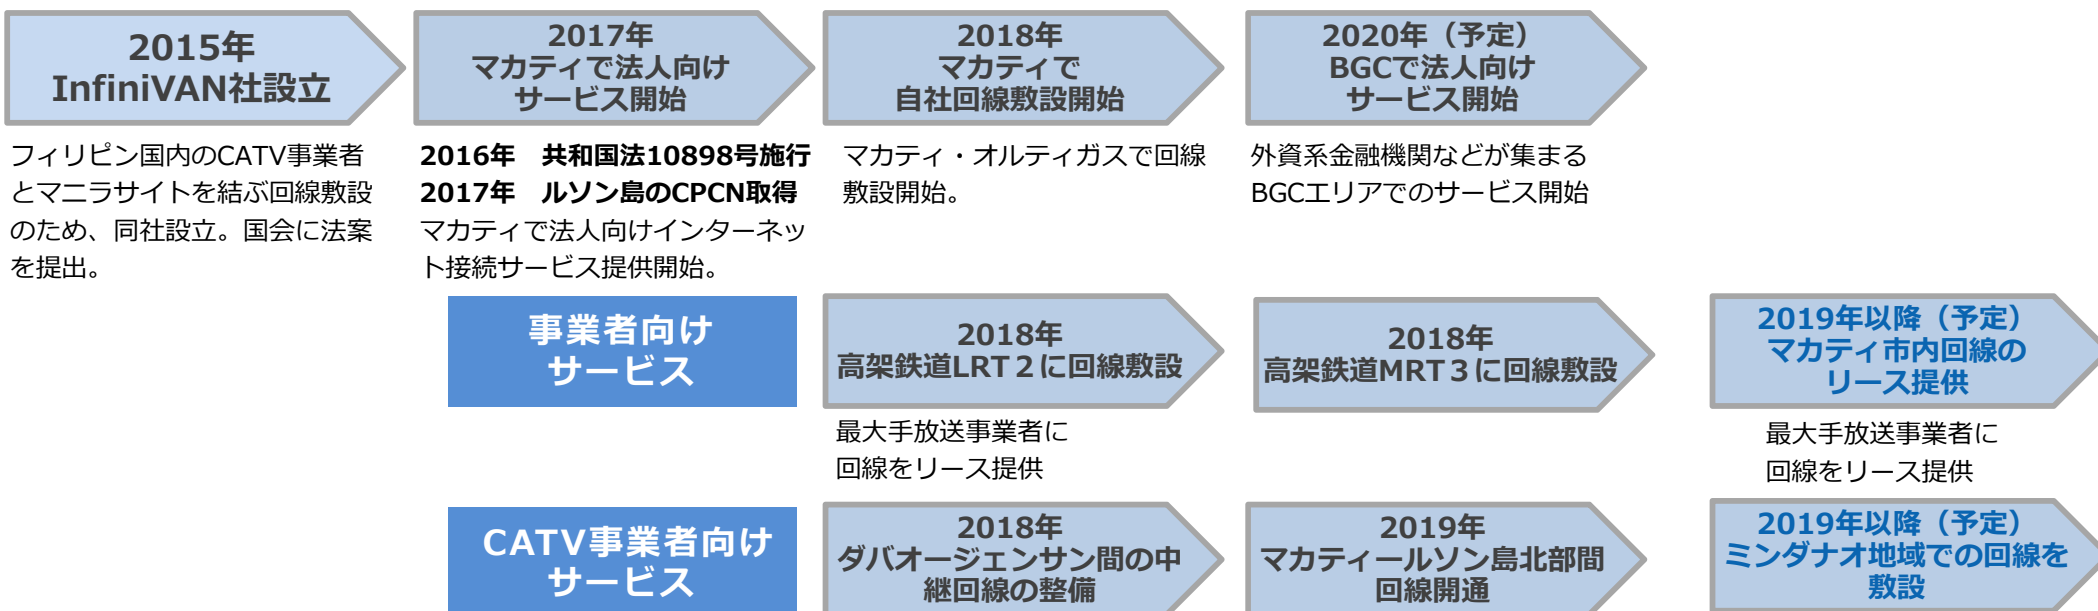 2015年
InfiniVAN社設立
フィリピン国内のCATV事業者
とマニラサイトを結ぶ回線敷設
のため、同社設立。国会に法案
を提出。
2017年
マカティで法人向け
サービス開始
2016年　共和国法10898号施行
2017年　ルソン島のCPCN取得
マカティで法人向けインターネッ
ト接続サービス提供開始。
2018年
マカティで
自社回線敷設開始
マカティ・オルティガスで回線
敷設開始。
2020年（予定）
BGCで法人向け
サービス開始
外資系金融機関などが集まる
BGCエリアでのサービス開始
事業者向け
サービス
2018年
高架鉄道LRT２に回線敷設
最大手放送事業者に
回線をリース提供
2018年
高架鉄道MRT３に回線敷設
2019年以降（予定）
マカティ市内回線の
リース提供
最大手放送事業者に
回線をリース提供
CATV事業者向け
サービス
2018年
ダバオージェンサン間の中
継回線の整備
2019年
マカティールソン島北部間
回線開通
2019年以降（予定）
ミンダナオ地域での回線を
敷設